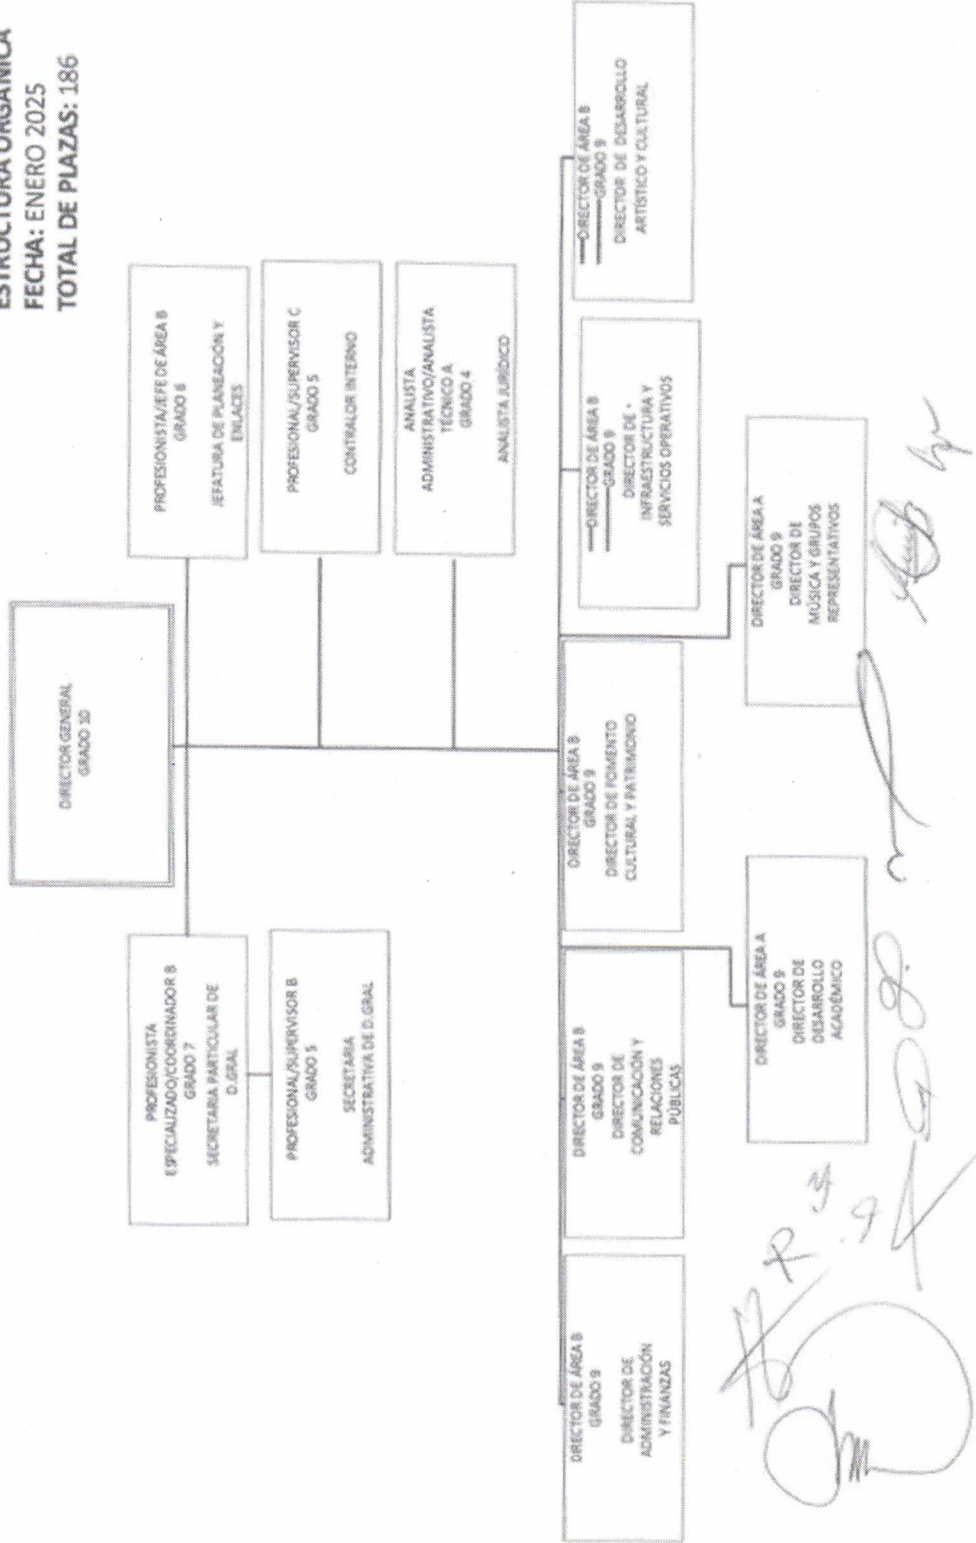 ESTRUCTURA ORGÁNICA
FECHA: ENERO 2025
TOTAL DE PLAZAS: 186
DIRECTOR GENERAL
GRADO 10
PROFESIONISTA
ESPECIALIZADO/COORDINADOR B
GRADO 7
SECRETARIA PARTICULAR DE
D.GRAL
PROFESIONISTA/JEFE DE ÁREA B
GRADO 6
JEFATURA DE PLANEACIÓN Y
ENLACES
PROFESIONAL/SUPERVISOR B
GRADO 5
SECRETARIA
ADMINISTRATIVA DE D.GRAL
PROFESIONAL/SUPERVISOR C
GRADO 5
CONTRALOR INTERNO
ANALISTA
ADMINISTRATIVO/ANALISTA
TÉCNICO A
GRADO 4
ANALISTA JURÍDICO
DIRECTOR DE ÁREA B
GRADO 9
DIRECTOR DE
ADMINISTRACIÓN
Y FINANZAS
DIRECTOR DE ÁREA B
GRADO 9
DIRECTOR DE
COMUNICACIÓN Y
RELACIONES
PÚBLICAS
DIRECTOR DE ÁREA B
GRADO 9
DIRECTOR DE FOMENTO
CULTURAL Y PATRIMONIO
DIRECTOR DE ÁREA B
GRADO 9
DIRECTOR DE
INFRAESTRUCTURA Y
SERVICIOS OPERATIVOS
DIRECTOR DE ÁREA B
GRADO 9
DIRECTOR DE DESARROLLO
ARTÍSTICO Y CULTURAL
DIRECTOR DE ÁREA A
GRADO 9
DIRECTOR DE
DESARROLLO
ACADÉMICO
DIRECTOR DE ÁREA A
GRADO 9
DIRECTOR DE
MÚSICA Y GRUPOS
REPRESENTATIVOS